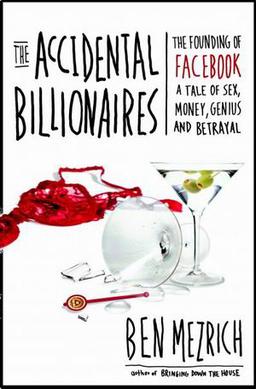 THE ACCIDENTAL
BILLIONAIRES
THE FOUNDING OF
FACEBOOK
A TALE OF SEX,
MONEY, GENIUS
AND BETRAYAL
BEN MEZRICH
author of BRINGING DOWN THE HOUSE